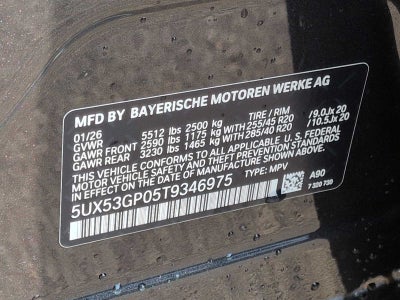 MFD BY BAYERISCHE MOTOREN WERKE AG
01/26 5512 lbs 2500 kg TIRE / RIM
GVWR
GAWR FRONT 2590 lbs 1175 kg WITH 255/45 R20 /9.0Jx 20
GAWR REAR 3230 lbs 1465 kg WITH 285/40 R20 /10.5Jx 20
THIS VEHICLE CONFORMS TO ALL APPLICABLE U.S. FEDERAL
MOTOR VEHICLE SAFETY STANDARDS IN EFFECT ON THE DATE OF
MANUFACTURE SHOWN ABOVE.
5UX53GP05T9346975 TYPE: MPV
A90
7 320 730